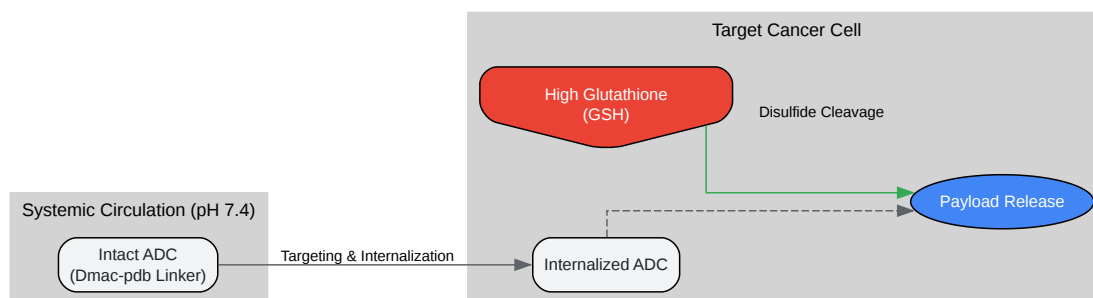 Target Cancer Cell
High Glutathione
(GSH)
Disulfide Cleavage
Payload Release
Systemic Circulation (pH 7.4)
Intact ADC
(Dmac-pdb Linker)
Targeting & Internalization
Internalized ADC